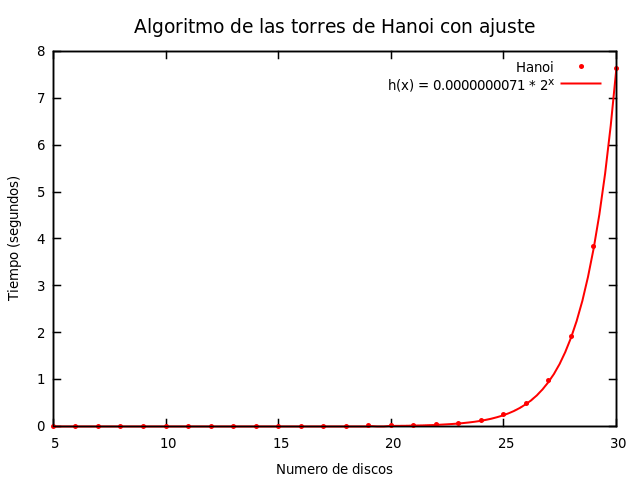 Algoritmo de las torres de Hanoi con ajuste
Hanoi
h(x) = 0.0000000071 * 2^x
Tiempo (segundos)
8
7
6
5
4
3
2
1
0
5 10 15 20 25 30
Numero de discos